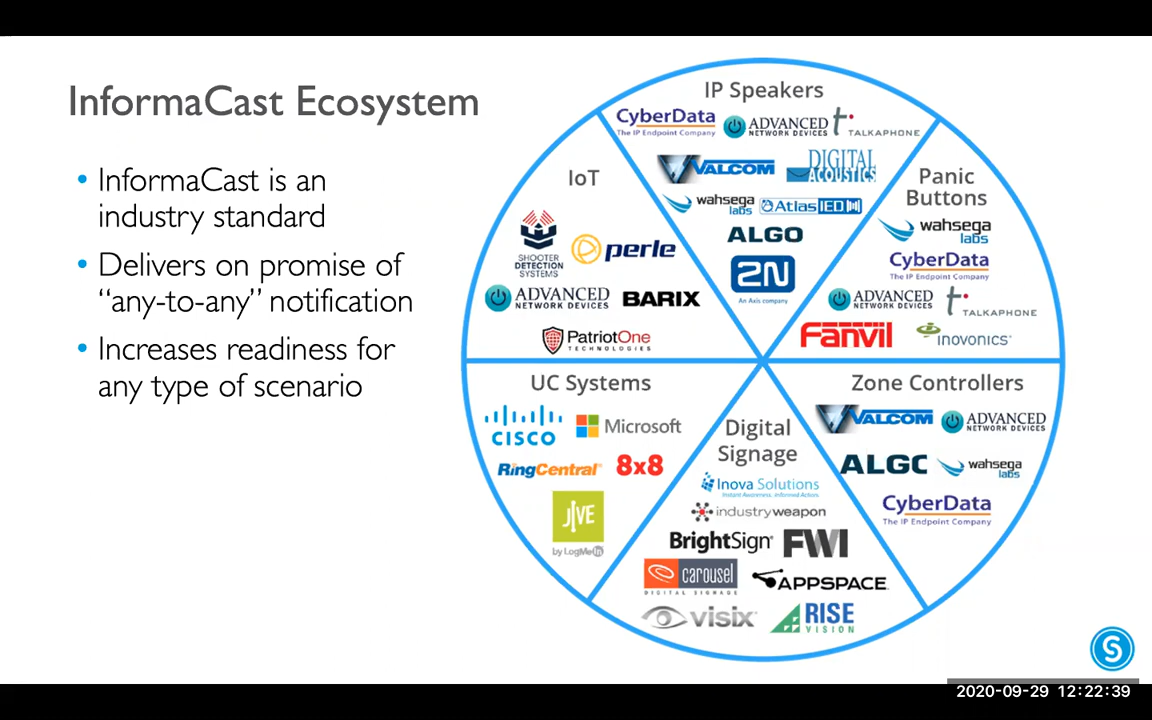 InformaCast Ecosystem
• InformaCast is an
industry standard
• Delivers on promise of
“any-to-any” notification
• Increases readiness for
any type of scenario
IP Speakers
CyberData
The IP Endpoint Company
ADVANCED
NETWORK DEVICES
TALKAPHONE
VALCOM
DIGITAL
ACOUSTICS
wahsega
labs
AtlasIED
ALGO
2N
An Axis company
Panic
Buttons
wahsega
labs
CyberData
The IP Endpoint Company
ADVANCED
NETWORK DEVICES
TALKAPHONE
Fanvil
inovonics
IoT
SHOOTER
DETECTION
SYSTEMS
perle
ADVANCED
NETWORK DEVICES
BARIX
PatriotOne
TECHNOLOGIES
UC Systems
CISCO
Microsoft
RingCentral®
8x8
JIVE
by LogMeIn
Digital
Signage
Inova Solutions
Instant Awareness, Informed Action.
industryweapon
BrightSign®
FWI
carousel
DIGITAL SIGNAGE
APPSPACE
visix
RISE
VISION
Zone Controllers
VALCOM
ADVANCED
NETWORK DEVICES
ALGO
wahsega
labs
CyberData
The IP Endpoint Company
S
2020-09-29 12:22:39